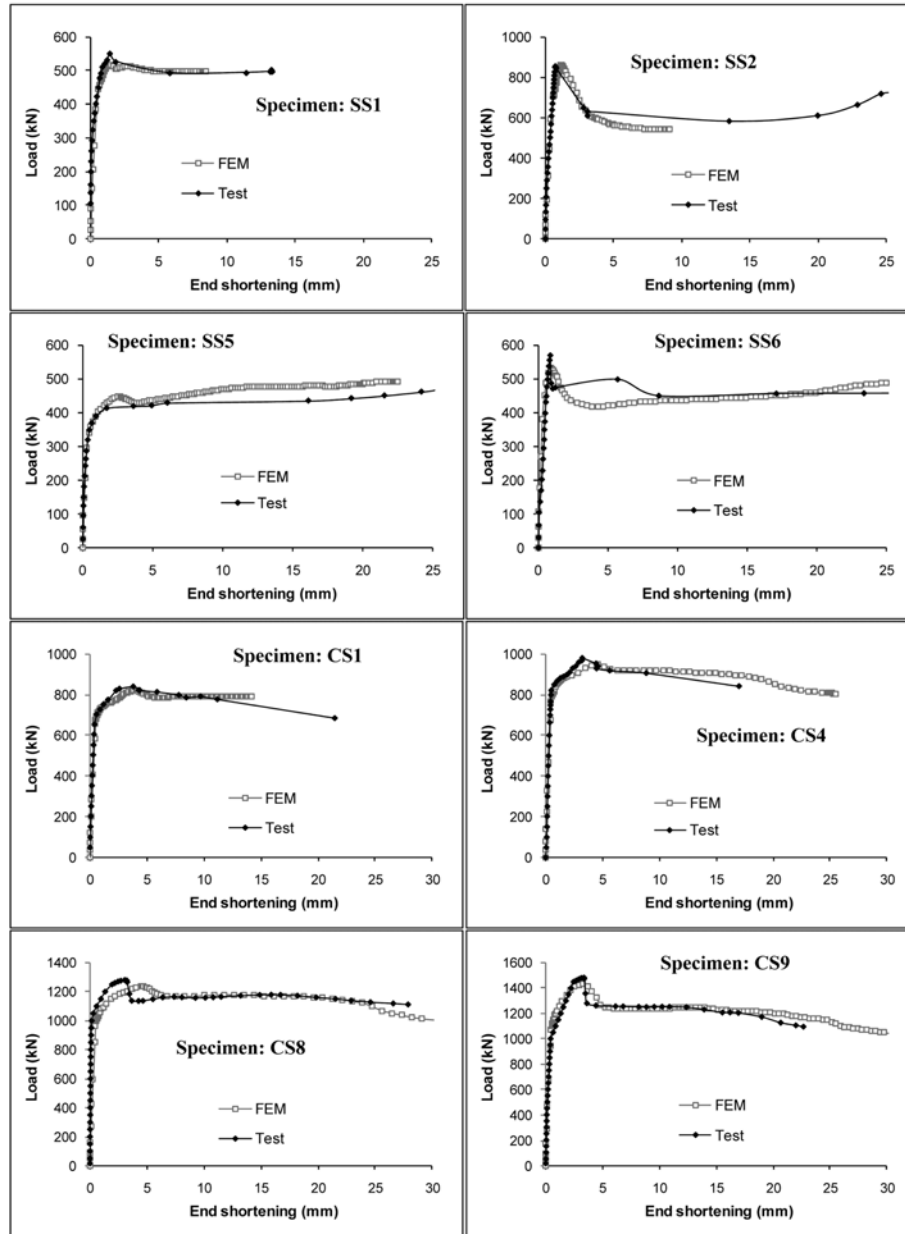 Specimen: SS1
Load (kN)
600
500
400
300
200
100
0
FEM
Test
0 5 10 15 20 25
End shortening (mm)
Specimen: SS2
Load (kN)
1000
800
600
400
200
0
FEM
Test
0 5 10 15 20 25
End shortening (mm)
Specimen: SS5
Load (kN)
600
500
400
300
200
100
0
FEM
Test
0 5 10 15 20 25
End shortening (mm)
Specimen: SS6
Load (kN)
600
500
400
300
200
100
0
FEM
Test
0 5 10 15 20 25
End shortening (mm)
Specimen: CS1
Load (kN)
1000
800
600
400
200
0
FEM
Test
0 5 10 15 20 25 30
End shortening (mm)
Specimen: CS4
Load (kN)
1000
800
600
400
200
0
FEM
Test
0 5 10 15 20 25 30
End shortening (mm)
Specimen: CS8
Load (kN)
1400
1200
1000
800
600
400
200
0
FEM
Test
0 5 10 15 20 25 30
End shortening (mm)
Specimen: CS9
Load (kN)
1600
1400
1200
1000
800
600
400
200
0
FEM
Test
0 5 10 15 20 25 30
End shortening (mm)